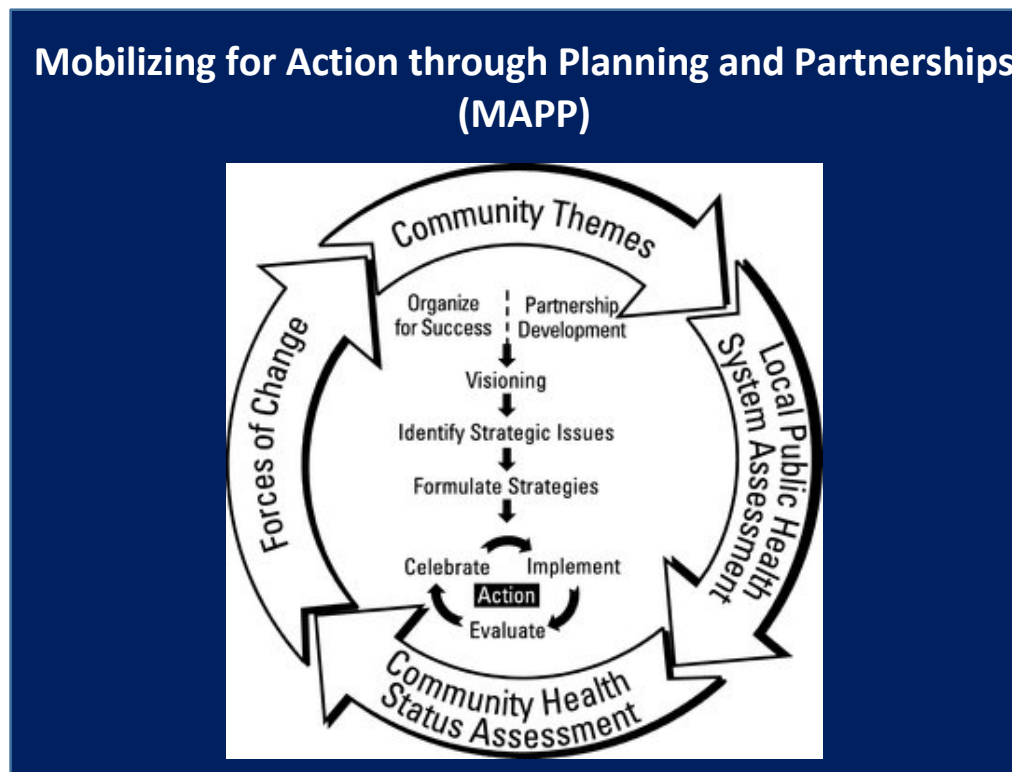 Mobilizing for Action through Planning and Partnerships
(MAPP)
Community Themes
Organize
for Success
Partnership
Development
Visioning
Identify Strategic Issues
Formulate Strategies
Celebrate
Implement
Action
Evaluate
Local Public Health
System Assessment
Community Health
Status Assessment
Forces of Change